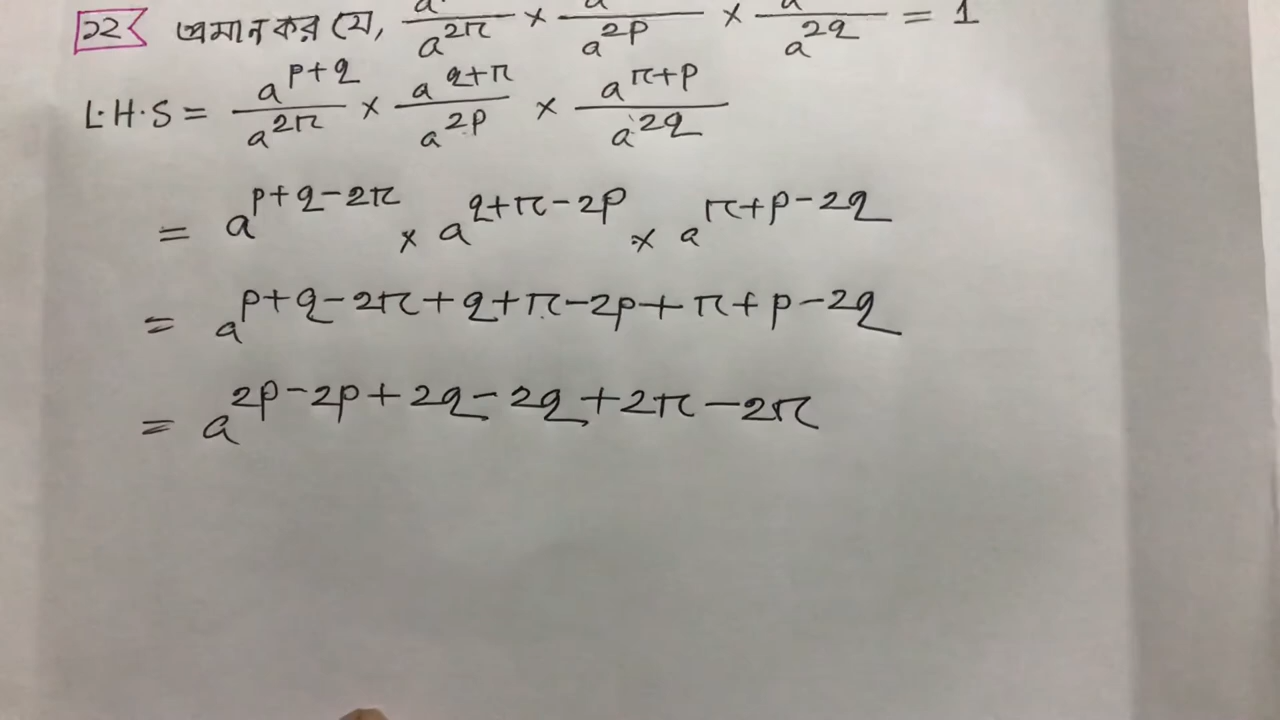 ১২ প্রমান কর যে, a/a^2r × a/a^2p × a/a^2q = 1
L.H.S = a^p+q/a^2r × a^q+r/a^2p × a^r+p/a^2q
= a^p+q-2r × a^q+r-2p × a^r+p-2q
= a^p+q-2r+q+r-2p+r+p-2q
= a^2p-2p+2q-2q+2r-2r